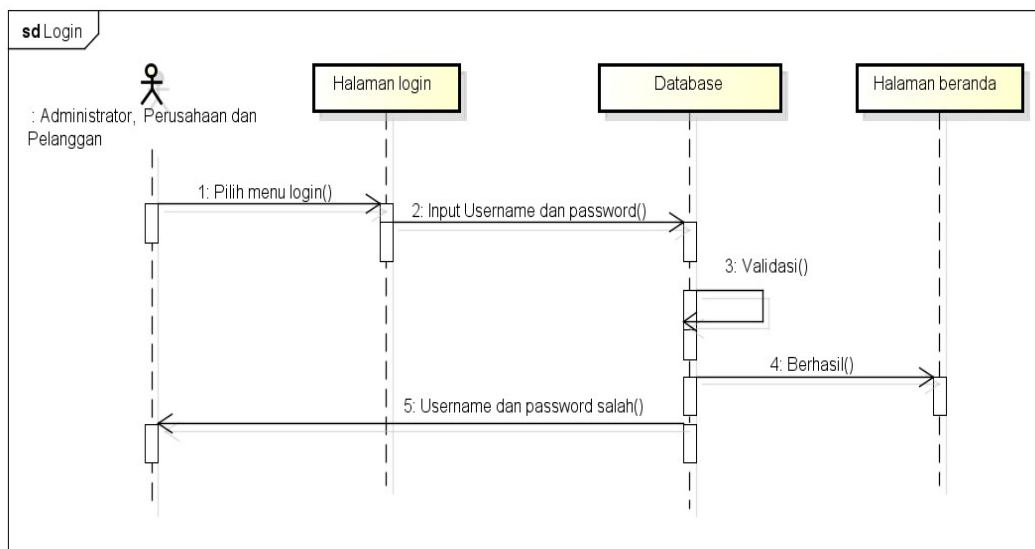 sd Login
Halaman login
Database
Halaman beranda
: Administrator, Perusahaan dan
Pelanggan
1: Pilih menu login()
2: Input Username dan password()
3: Validasi()
4: Berhasil()
5: Username dan password salah()